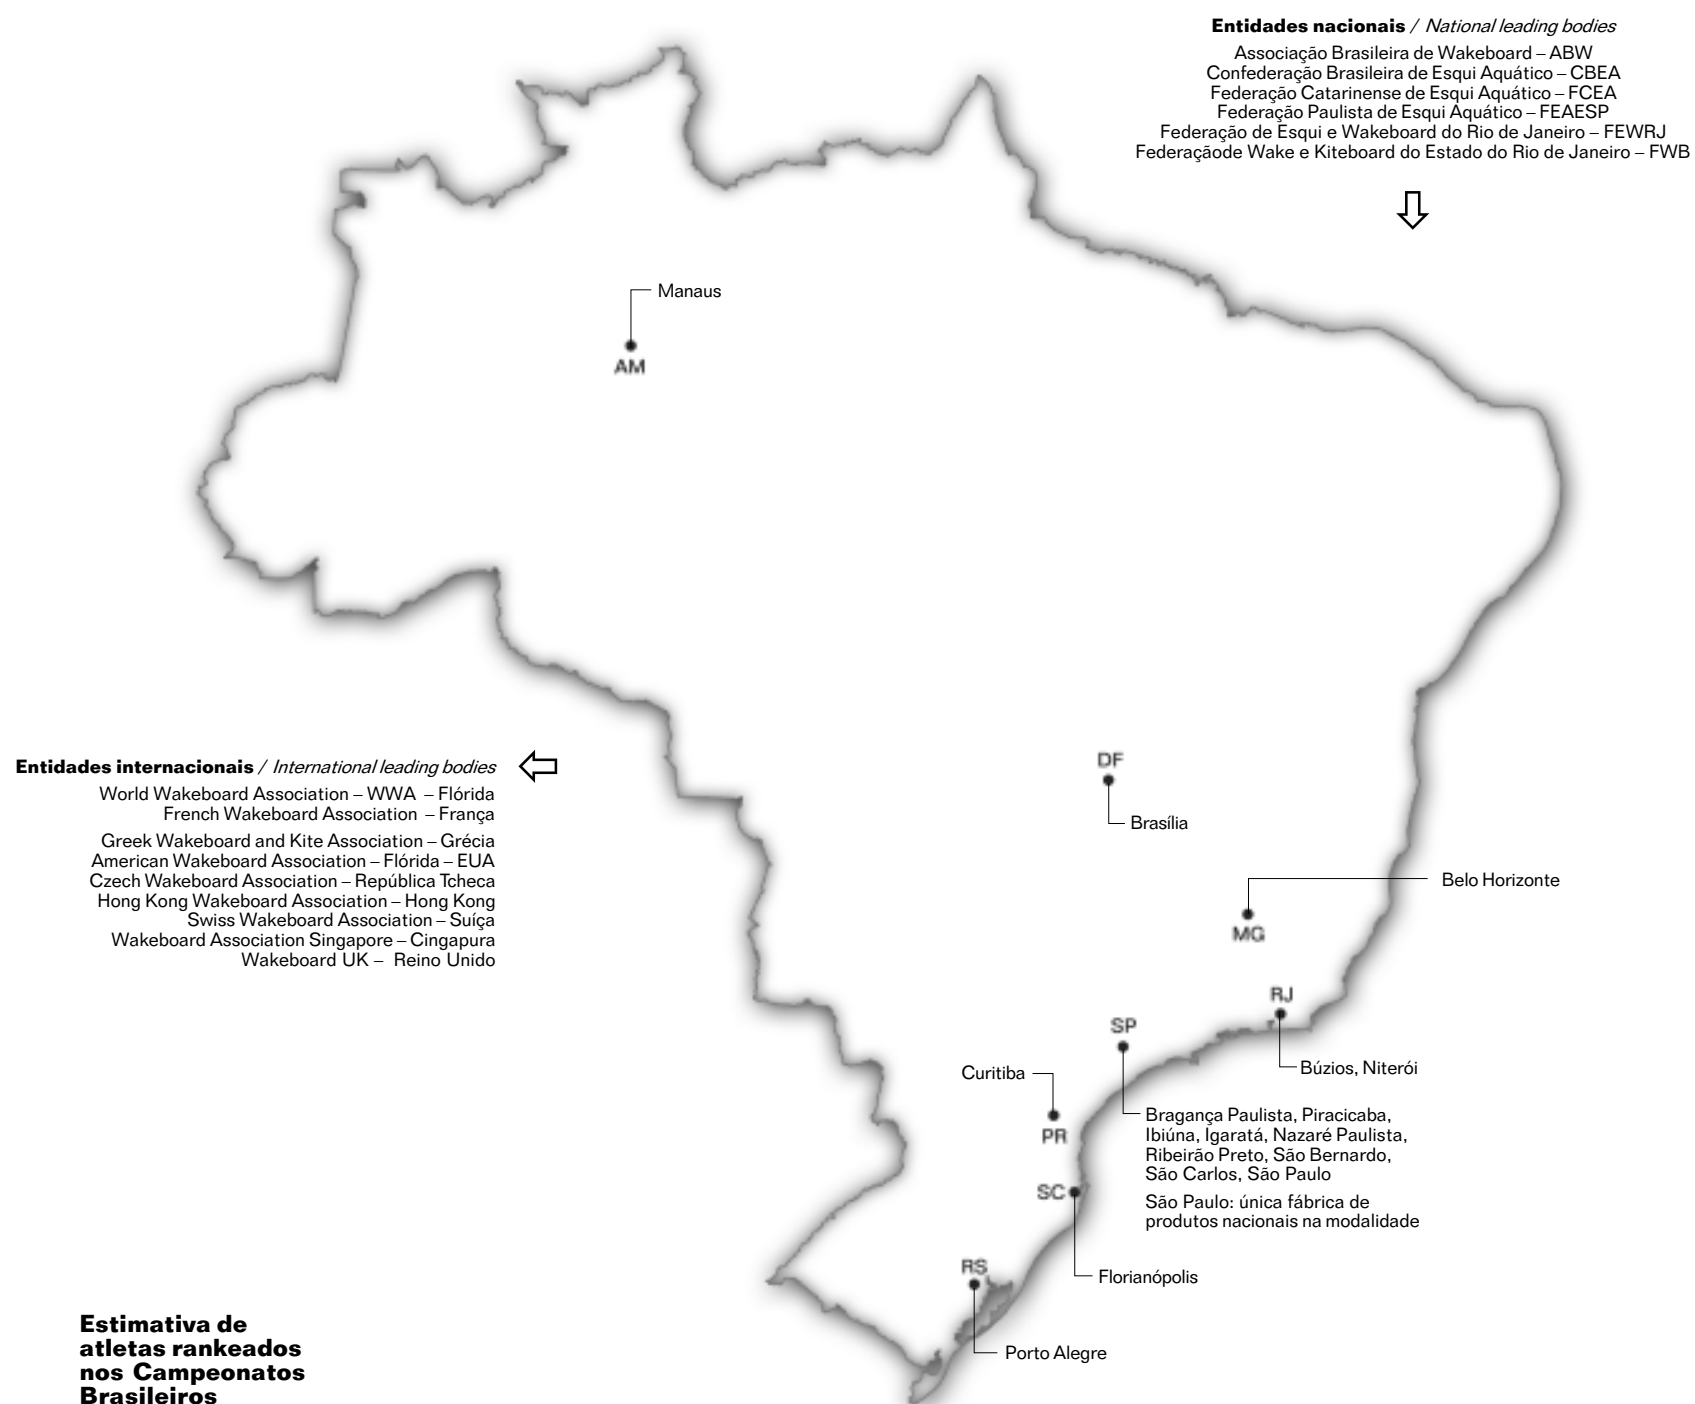 Entidades nacionais / National leading bodies
Associação Brasileira de Wakeboard – ABW
Confederação Brasileira de Esqui Aquático – CBEA
Federação Catarinense de Esqui Aquático – FCEA
Federação Paulista de Esqui Aquático – FEAESP
Federação de Esqui e Wakeboard do Rio de Janeiro – FEWRJ
Federaçãode Wake e Kiteboard do Estado do Rio de Janeiro – FWB
Manaus
AM
Entidades internacionais / International leading bodies
World Wakeboard Association – WWA – Flórida
French Wakeboard Association – França
Greek Wakeboard and Kite Association – Grécia
American Wakeboard Association – Flórida – EUA
Czech Wakeboard Association – República Tcheca
Hong Kong Wakeboard Association – Hong Kong
Swiss Wakeboard Association – Suíça
Wakeboard Association Singapore – Cingapura
Wakeboard UK – Reino Unido
DF
Brasília
Belo Horizonte
MG
RJ
Búzios, Niterói
SP
Bragança Paulista, Piracicaba,
Ibiúna, Igaratá, Nazaré Paulista,
Ribeirão Preto, São Bernardo,
São Carlos, São Paulo
São Paulo: única fábrica de
produtos nacionais na modalidade
Curitiba
PR
SC
Florianópolis
RS
Porto Alegre
Estimativa de
atletas rankeados
nos Campeonatos
Brasileiros